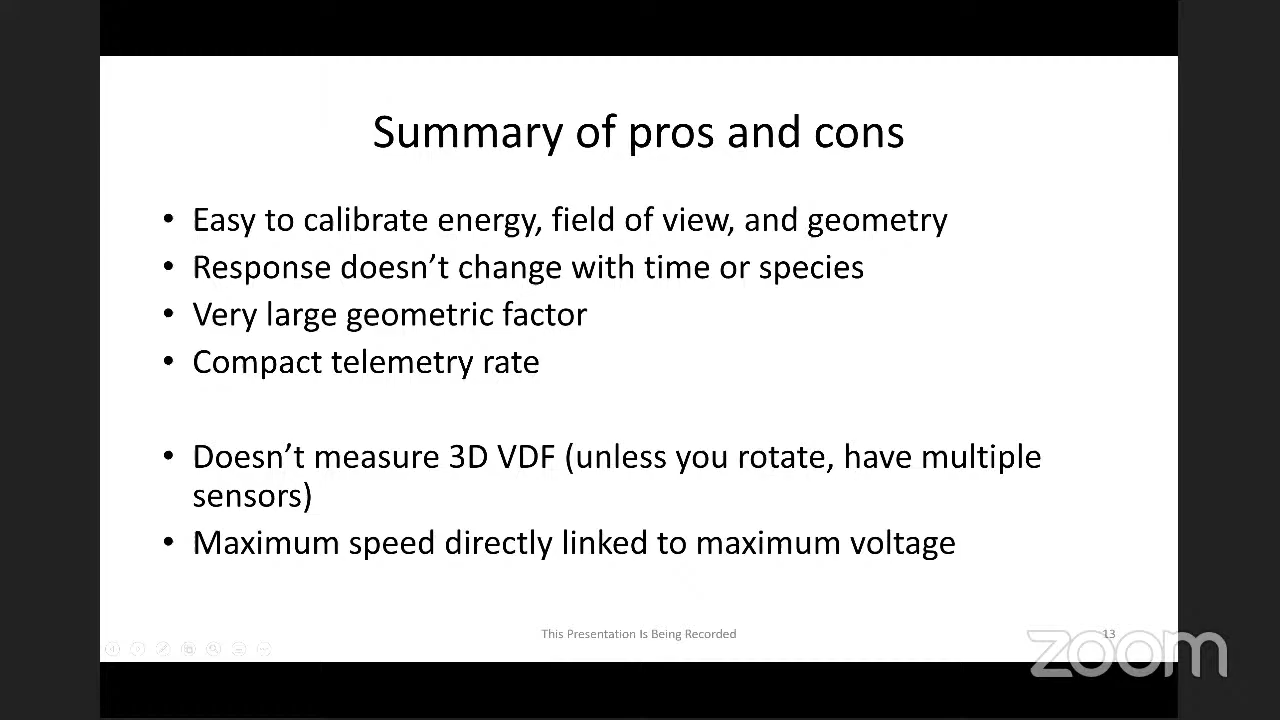 Summary of pros and cons
• Easy to calibrate energy, field of view, and geometry
• Response doesn’t change with time or species
• Very large geometric factor
• Compact telemetry rate
• Doesn’t measure 3D VDF (unless you rotate, have multiple
sensors)
• Maximum speed directly linked to maximum voltage
This Presentation Is Being Recorded
13
zoom